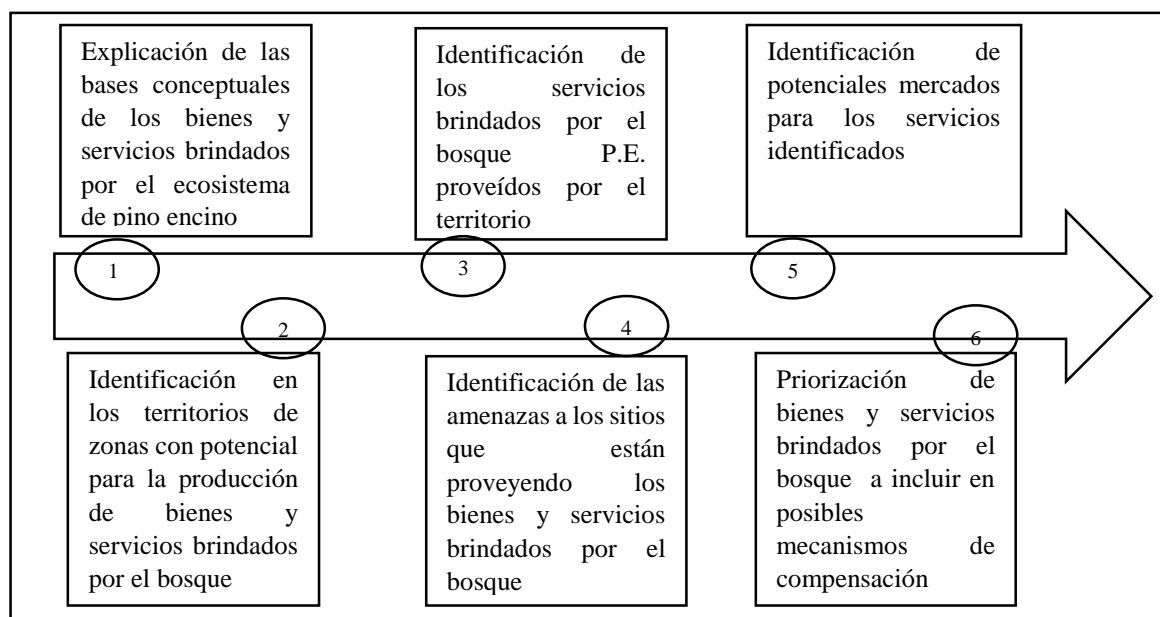 Explicación de las
bases conceptuales
de los bienes y
servicios brindados
por el ecosistema
de pino encino
Identificación de
los servicios
brindados por el
bosque P.E.
proveídos por el
territorio
Identificación de
potenciales mercados
para los servicios
identificados
1
3
5
2
4
6
Identificación en
los territorios de
zonas con potencial
para la producción
de bienes y
servicios brindados
por el bosque
Identificación de las
amenazas a los sitios
que están
proveyendo los
bienes y servicios
brindados por el
bosque
Priorización de
bienes y servicios
brindados por el
bosque a incluir en
posibles
mecanismos de
compensación